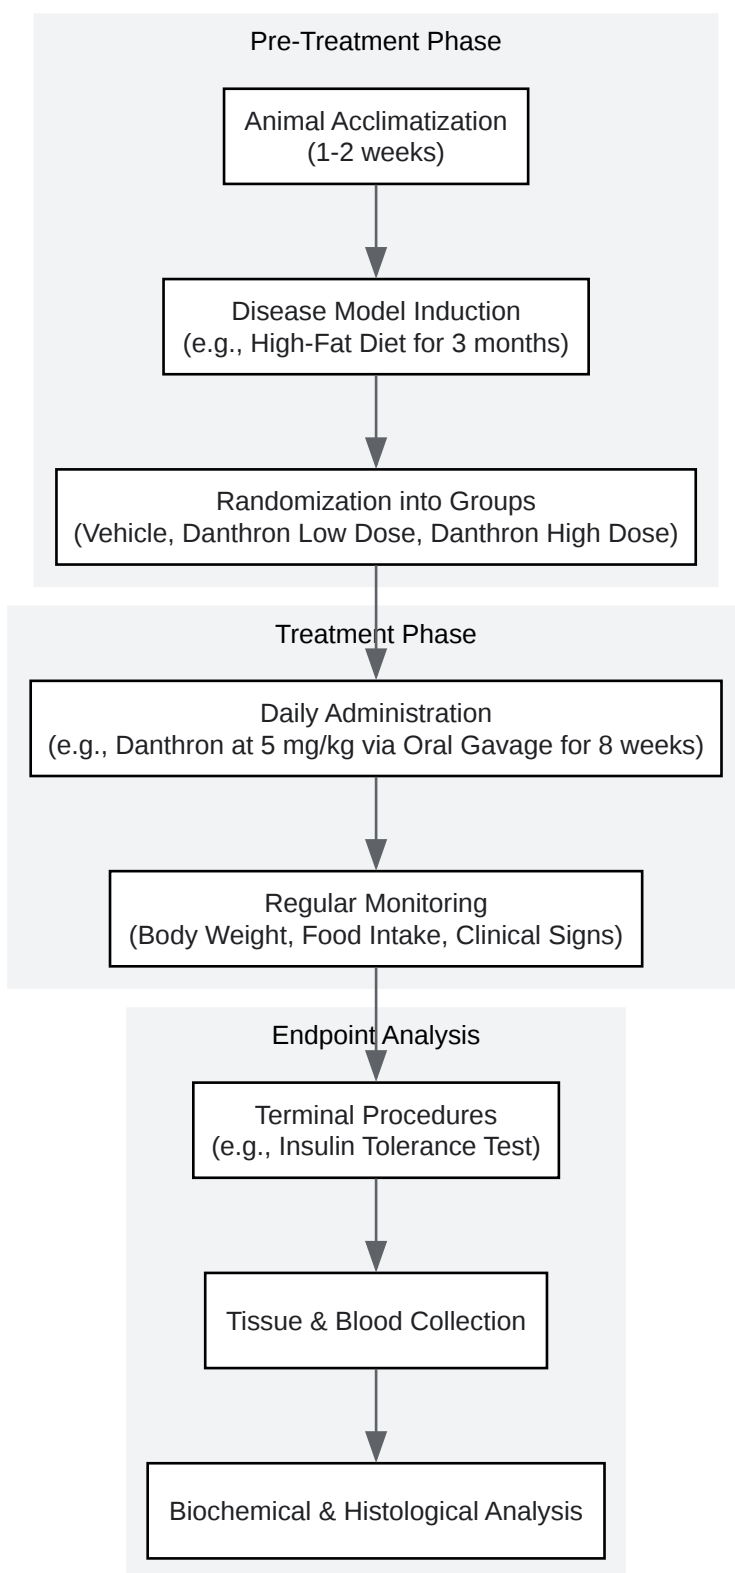 Pre-Treatment Phase
Animal Acclimatization
(1-2 weeks)
Disease Model Induction
(e.g., High-Fat Diet for 3 months)
Randomization into Groups
(Vehicle, Danthron Low Dose, Danthron High Dose)
Treatment Phase
Daily Administration
(e.g., Danthron at 5 mg/kg via Oral Gavage for 8 weeks)
Regular Monitoring
(Body Weight, Food Intake, Clinical Signs)
Endpoint Analysis
Terminal Procedures
(e.g., Insulin Tolerance Test)
Tissue & Blood Collection
Biochemical & Histological Analysis